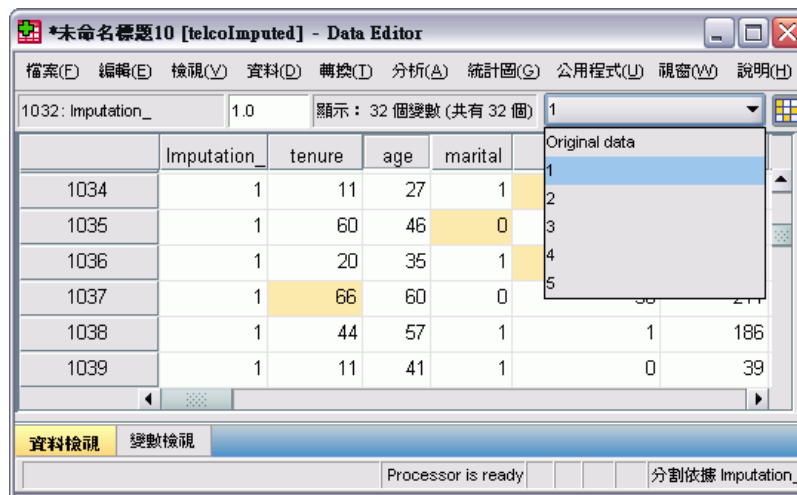 *未命名標題10 [telcoImputed] - Data Editor
檔案(F) 編輯(E) 檢視(V) 資料(D) 轉換(T) 分析(A) 統計圖(G) 公用程式(U) 視窗(W) 說明(H)
1032: Imputation_ 1.0 顯示： 32 個變數 (共有 32 個) 1
Imputation_ tenure age marital
Original data
1
2
3
4
5
1034 1 11 27 1
1035 1 60 46 0
1036 1 20 35 1
1037 1 66 60 0
1038 1 44 57 1 1 186
1039 1 11 41 1 0 39
資料檢視 變數檢視
Processor is ready 分割依據 Imputation_